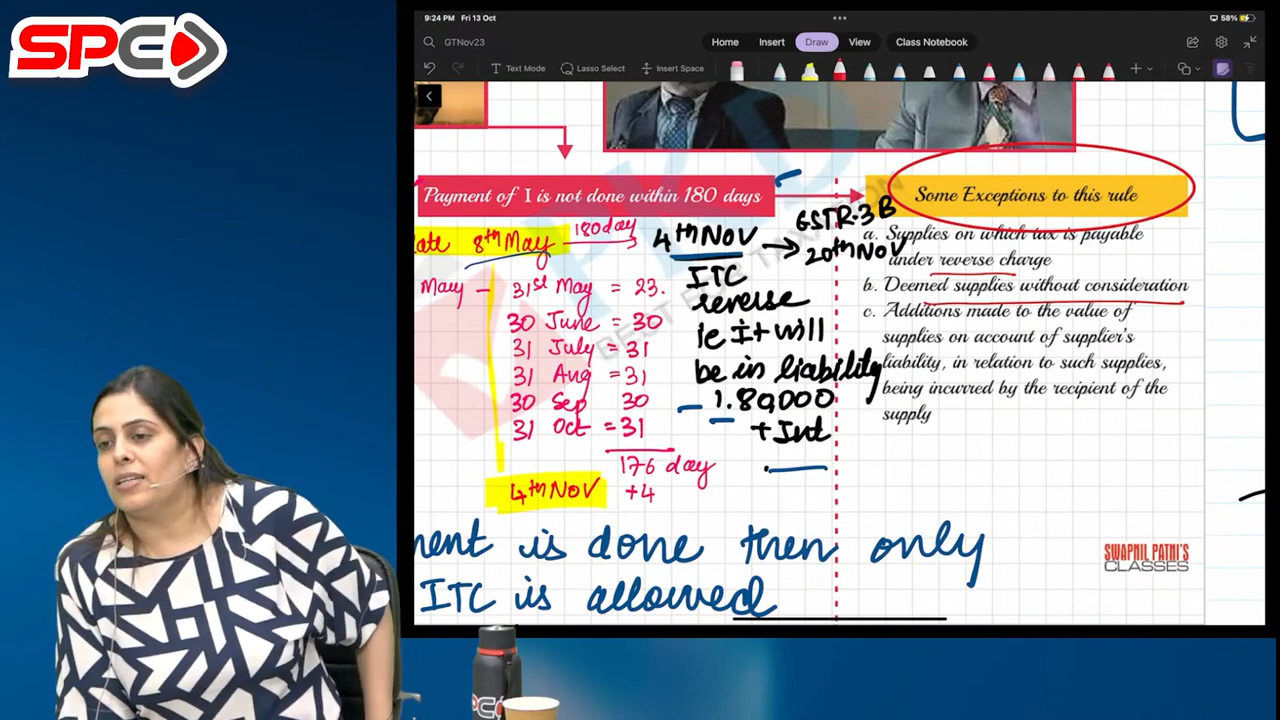 SPC
9:24 PM Fri 13 Oct
58%
GTNov23
Home Insert Draw View Class Notebook
Text Mode Lasso Select Insert Space
Payment of I is not done within 180 days
Some Exceptions to this rule
8th May 180 day 4th Nov → GSTR-3B
20th Nov
May - 31st May = 23.
30 June = 30
31 July = 31
31 Aug = 31
30 Sep 30
31 Oct = 31
176 day
4th Nov +4
ITC
reverse
ie it will
be in liability
1.80,000
+ Int
a. Supplies on which tax is payable
under reverse charge
b. Deemed supplies without consideration
c. Additions made to the value of
supplies on account of supplier's
liability, in relation to such supplies,
being incurred by the recipient of the
supply
ment is done then only
ITC is allowed
SWAPNIL PATNI'S
CLASSES
SPC